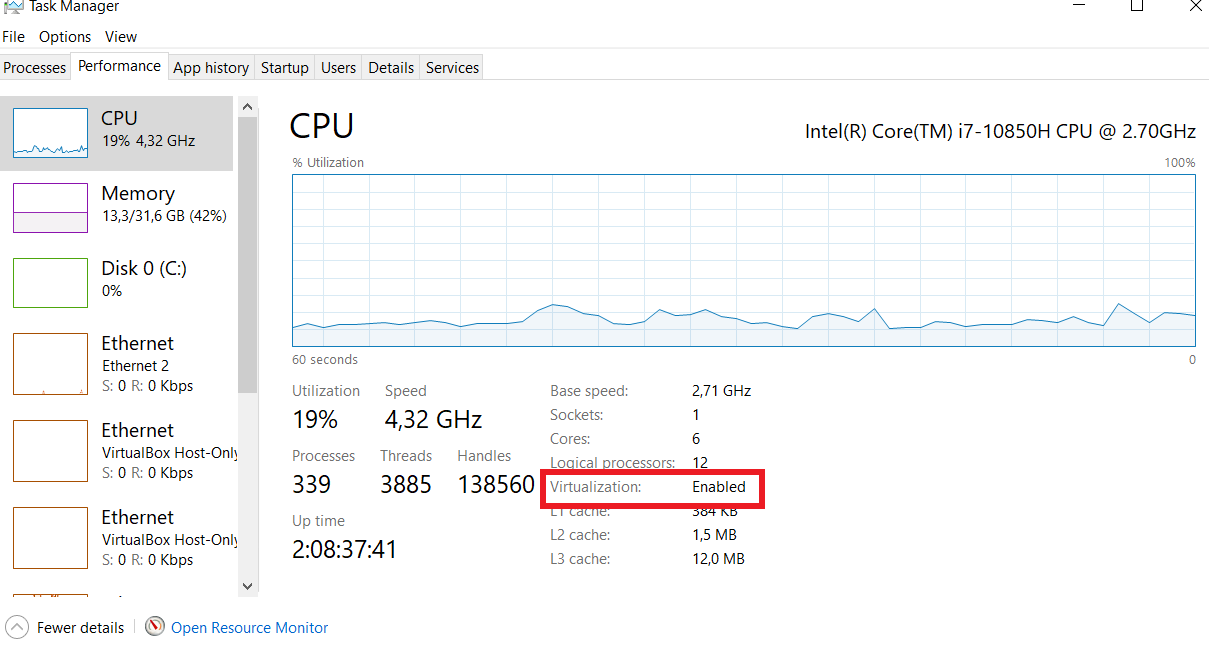 Task Manager
File Options View
Processes Performance App history Startup Users Details Services
CPU
19% 4,32 GHz
Memory
13,3/31,6 GB (42%)
Disk 0 (C:)
0%
Ethernet
Ethernet 2
S: 0 R: 0 Kbps
Ethernet
VirtualBox Host-Only
S: 0 R: 0 Kbps
Ethernet
VirtualBox Host-Only
S: 0 R: 0 Kbps
CPU
Intel(R) Core(TM) i7-10850H CPU @ 2.70GHz
% Utilization 100%
60 seconds 0
Utilization Speed
19% 4,32 GHz
Processes Threads Handles
339 3885 138560
Up time
2:08:37:41
Base speed: 2,71 GHz
Sockets: 1
Cores: 6
Logical processors: 12
Virtualization: Enabled
L1 cache: 384 KB
L2 cache: 1,5 MB
L3 cache: 12,0 MB
Fewer details Open Resource Monitor